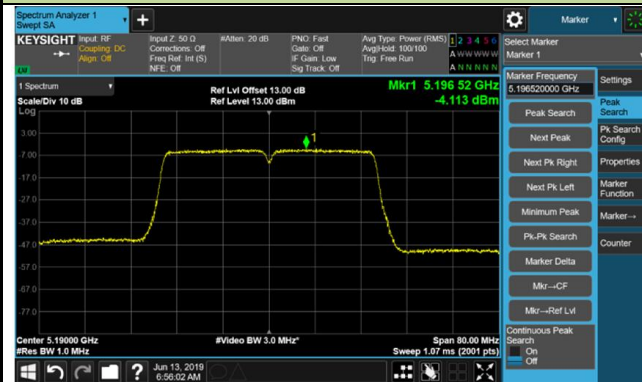 Spectrum Analyzer 1
Swept SA
Marker
KEYSIGHT
Input: RF
Coupling: DC
Align: Off
Input Z: 50 Ω
Corrections: Off
Freq Ref: Int (S)
NFE: Off
#Atten: 20 dB
PNO: Fast
Gate: Off
IF Gain: Low
Sig Track: Off
Avg Type: Power (RMS)
Avg|Hold: 100/100
Trig: Free Run
1 2 3 4 5 6
A W W W W W
A N N N N N
LXI
Select Marker
Marker 1
1 Spectrum
Scale/Div 10 dB
Log
Ref Lvl Offset 13.00 dB
Ref Level 13.00 dBm
Mkr1 5.196 52 GHz
-4.113 dBm
1
3.00
-7.00
-17.0
-27.0
-37.0
-47.0
-57.0
-67.0
-77.0
Center 5.19000 GHz
#Res BW 1.0 MHz
#Video BW 3.0 MHz*
Span 80.00 MHz
Sweep 1.07 ms (2001 pts)
Marker Frequency
5.196520000 GHz
Peak Search
Next Peak
Next Pk Right
Next Pk Left
Minimum Peak
Pk-Pk Search
Marker Delta
Mkr→CF
Mkr→Ref Lvl
Continuous Peak
Search
On
Off
Settings
Peak
Search
Pk Search
Config
Properties
Marker
Function
Marker→
Counter
?
Jun 13, 2019
6:56:02 AM